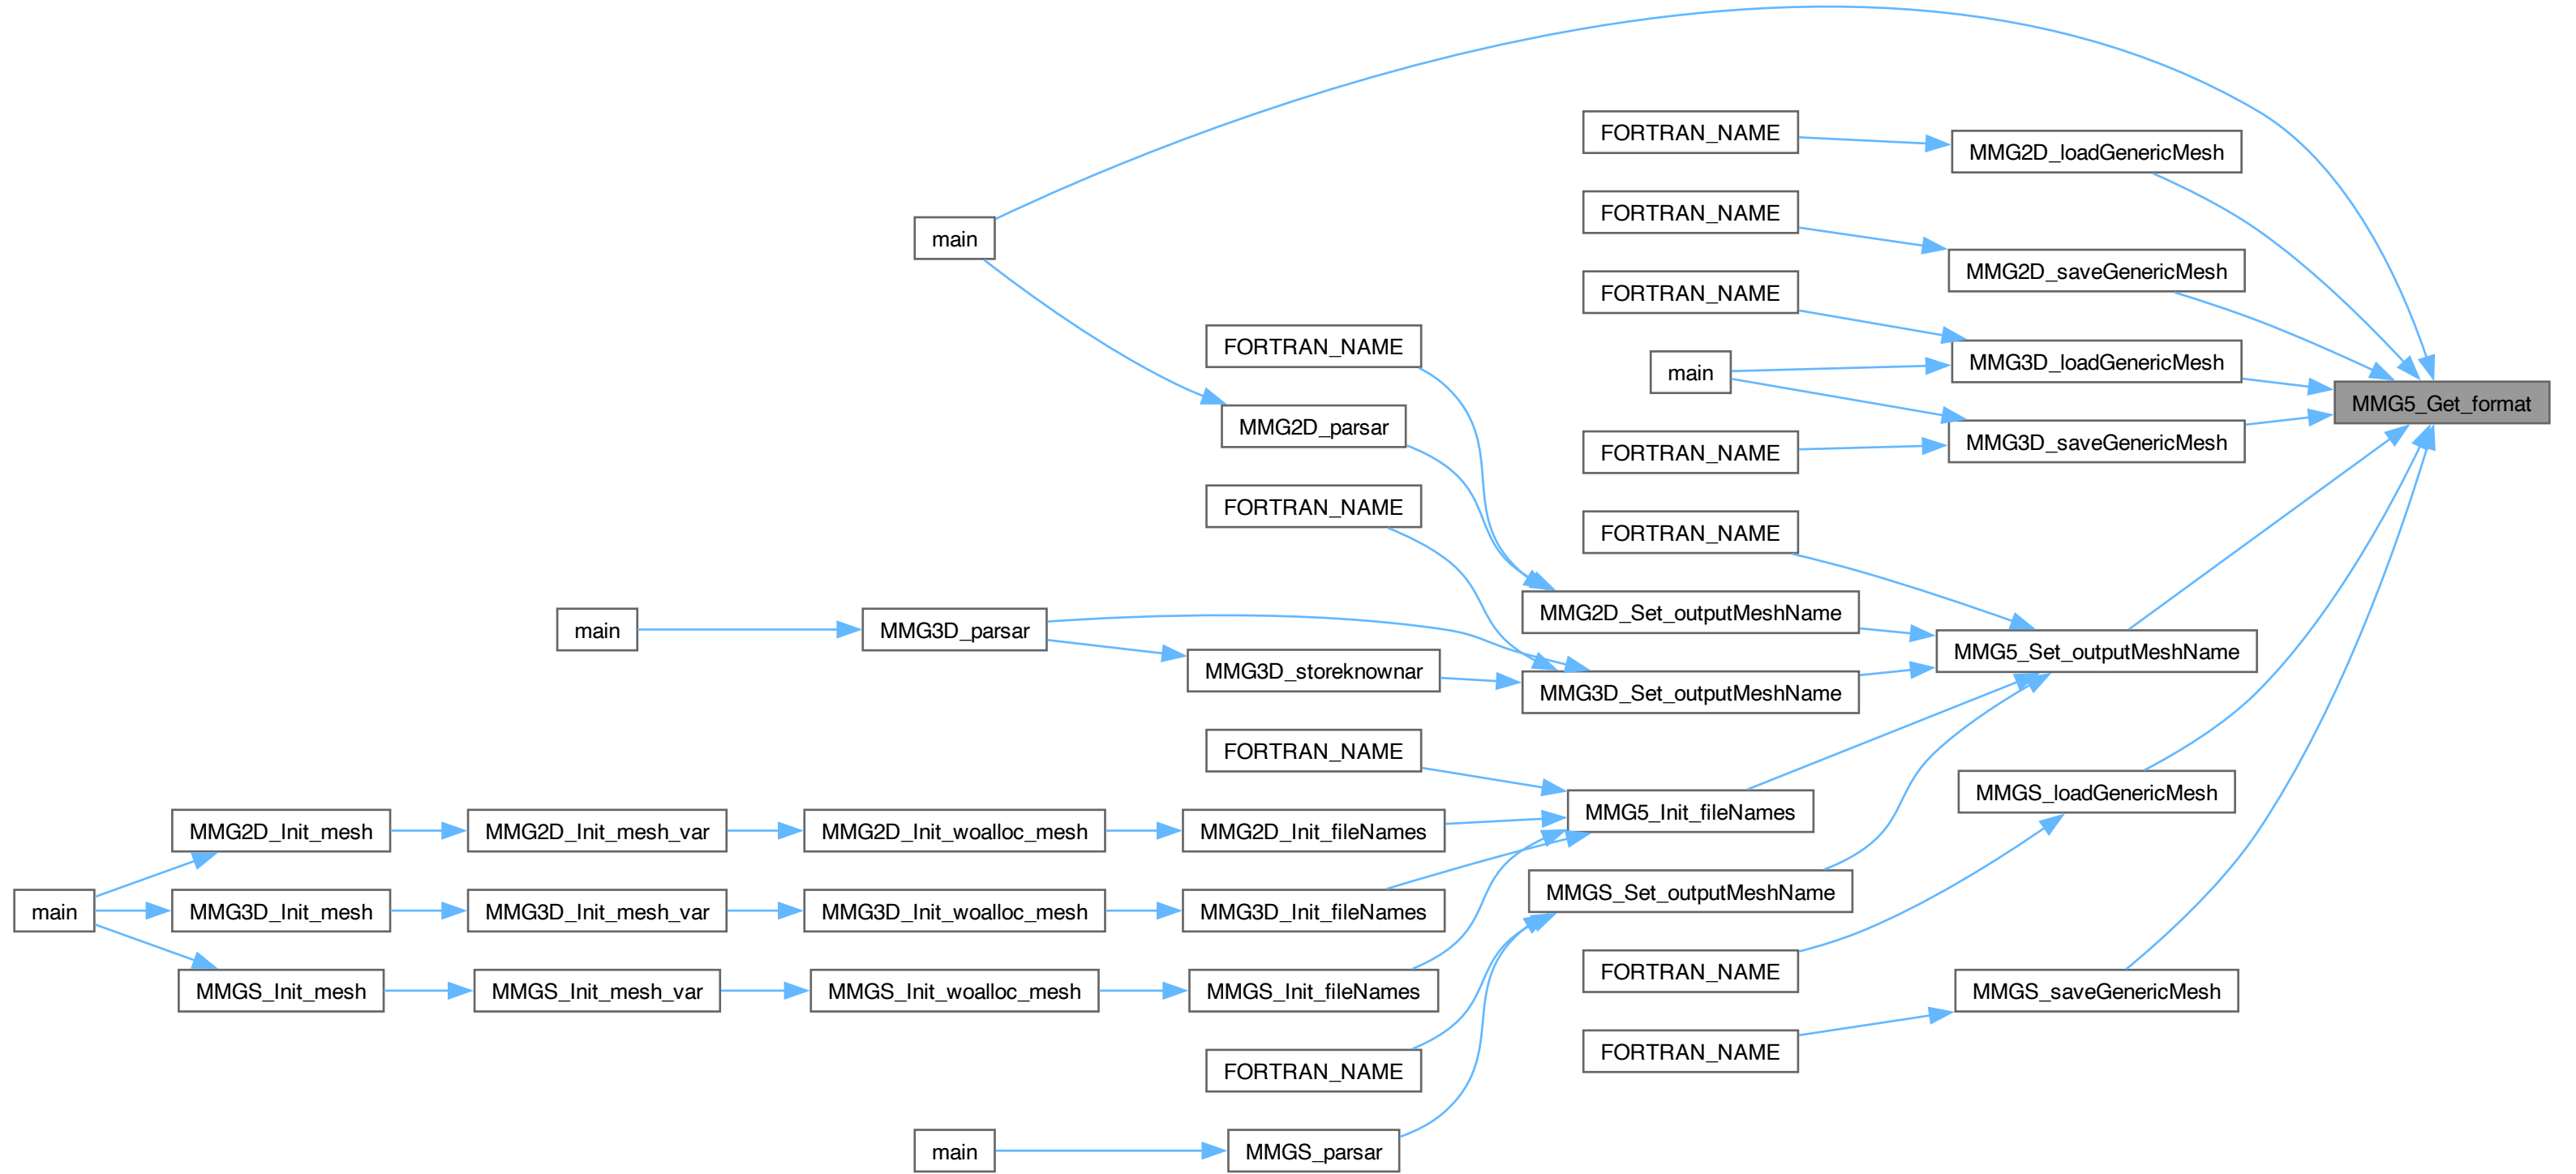 FORTRAN_NAME
MMG2D_loadGenericMesh
FORTRAN_NAME
main
MMG2D_saveGenericMesh
FORTRAN_NAME
FORTRAN_NAME
MMG3D_loadGenericMesh
main
MMG5_Get_format
MMG2D_parsar
MMG3D_saveGenericMesh
FORTRAN_NAME
FORTRAN_NAME
FORTRAN_NAME
MMG2D_Set_outputMeshName
main
MMG3D_parsar
MMG5_Set_outputMeshName
MMG3D_storeknownar
MMG3D_Set_outputMeshName
FORTRAN_NAME
MMGS_loadGenericMesh
MMG5_Init_fileNames
MMG2D_Init_mesh
MMG2D_Init_mesh_var
MMG2D_Init_woalloc_mesh
MMG2D_Init_fileNames
MMGS_Set_outputMeshName
main
MMG3D_Init_mesh
MMG3D_Init_mesh_var
MMG3D_Init_woalloc_mesh
MMG3D_Init_fileNames
FORTRAN_NAME
MMGS_Init_mesh
MMGS_Init_mesh_var
MMGS_Init_woalloc_mesh
MMGS_Init_fileNames
MMGS_saveGenericMesh
FORTRAN_NAME
FORTRAN_NAME
main
MMGS_parsar